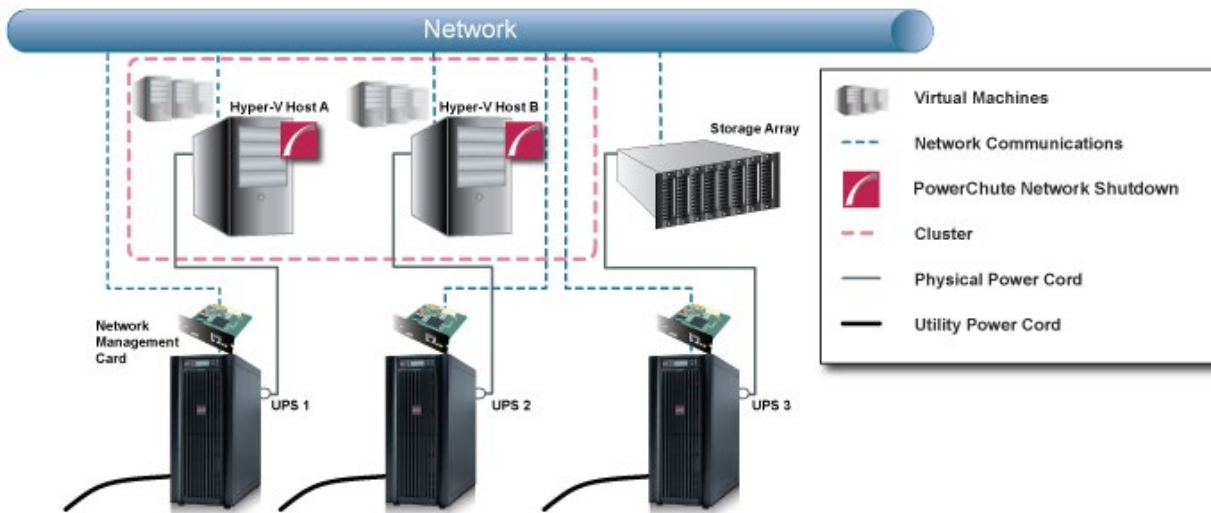 Network
Hyper-V Host A
Hyper-V Host B
Storage Array
Network
Management
Card
UPS 1
UPS 2
UPS 3
Virtual Machines
Network Communications
PowerChute Network Shutdown
Cluster
Physical Power Cord
Utility Power Cord